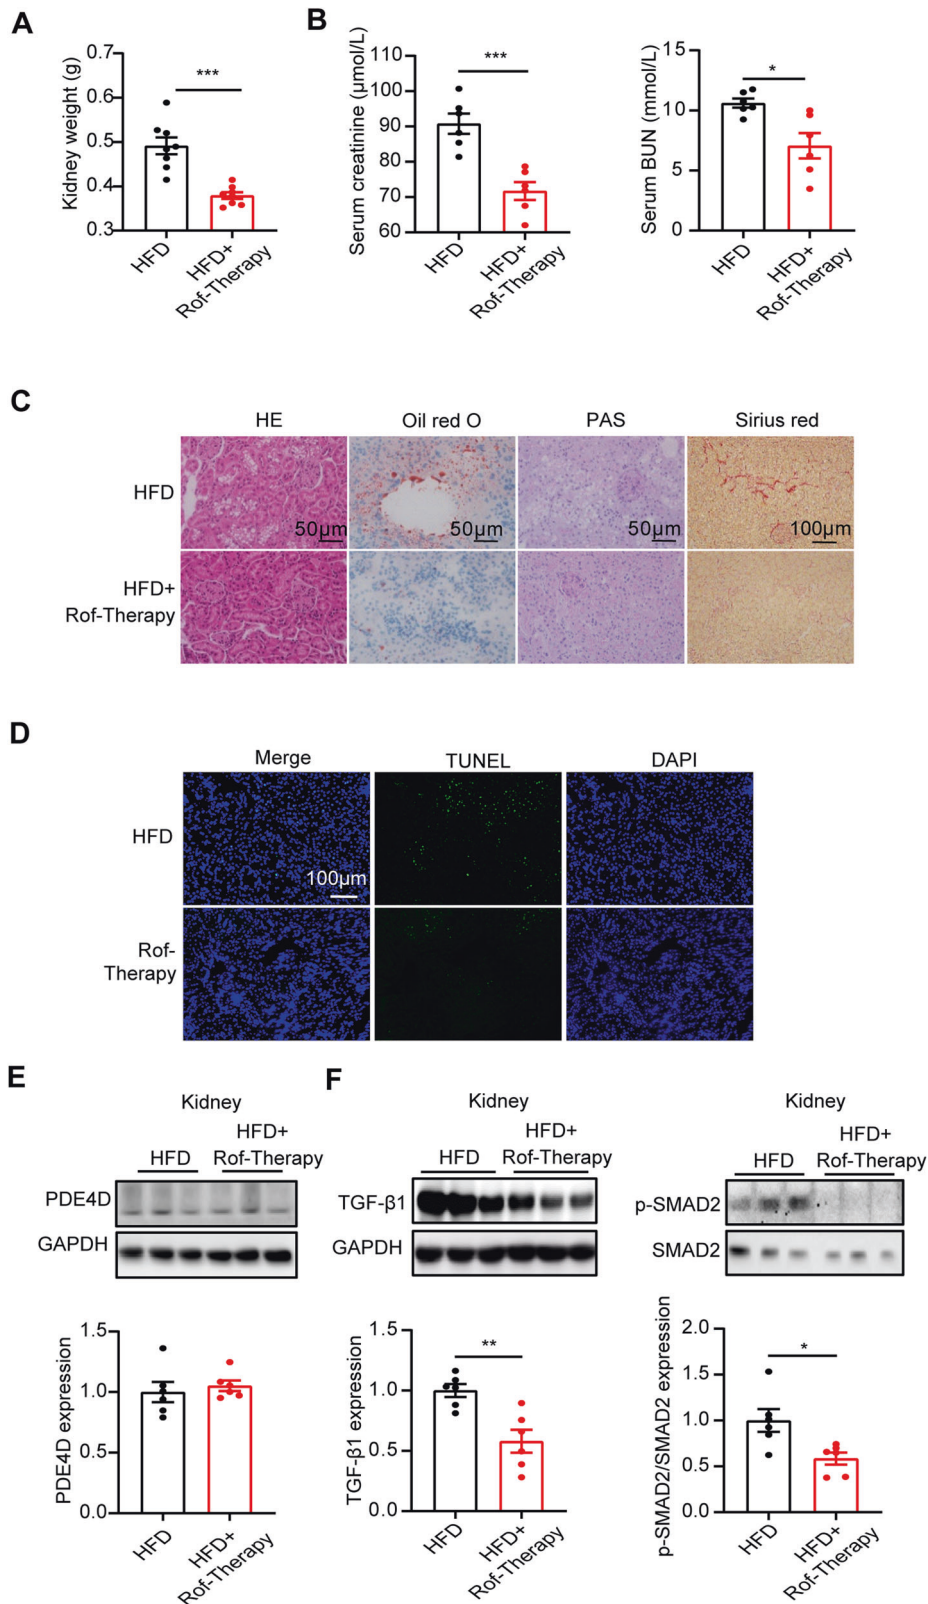 A
Kidney weight (g)
0.7
0.6
0.5
0.4
0.3
***
HFD
HFD+
Rof-Therapy
B
Serum creatinine (μmol/L)
110
100
90
80
70
60
***
HFD
HFD+
Rof-Therapy
Serum BUN (mmol/L)
15
10
5
0
*
HFD
HFD+
Rof-Therapy
C
HE
Oil red O
PAS
Sirius red
HFD
50μm
50μm
50μm
100μm
HFD+
Rof-Therapy
D
Merge
TUNEL
DAPI
HFD
100μm
Rof-
Therapy
E
Kidney
HFD
HFD+
Rof-Therapy
PDE4D
GAPDH
PDE4D expression
1.5
1.0
0.5
0.0
HFD
HFD+
Rof-Therapy
F
Kidney
HFD
HFD+
Rof-Therapy
TGF-β1
GAPDH
TGF-β1 expression
1.5
1.0
0.5
0.0
**
HFD
HFD+
Rof-Therapy
Kidney
HFD
HFD+
Rof-Therapy
p-SMAD2
SMAD2
p-SMAD2/SMAD2 expression
2.0
1.5
1.0
0.5
0.0
*
HFD
HFD+
Rof-Therapy